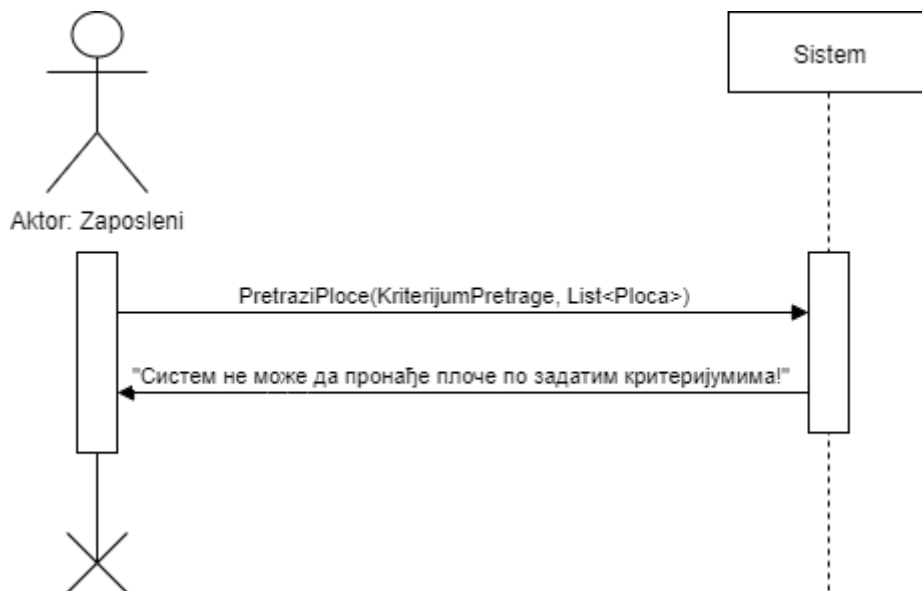 Sistem
Aktor: Zaposleni
PretraziPloce(KriterijumPretrage, List<Ploca>)
"Систем не може да пронађе плоче по задатим критеријумима!"